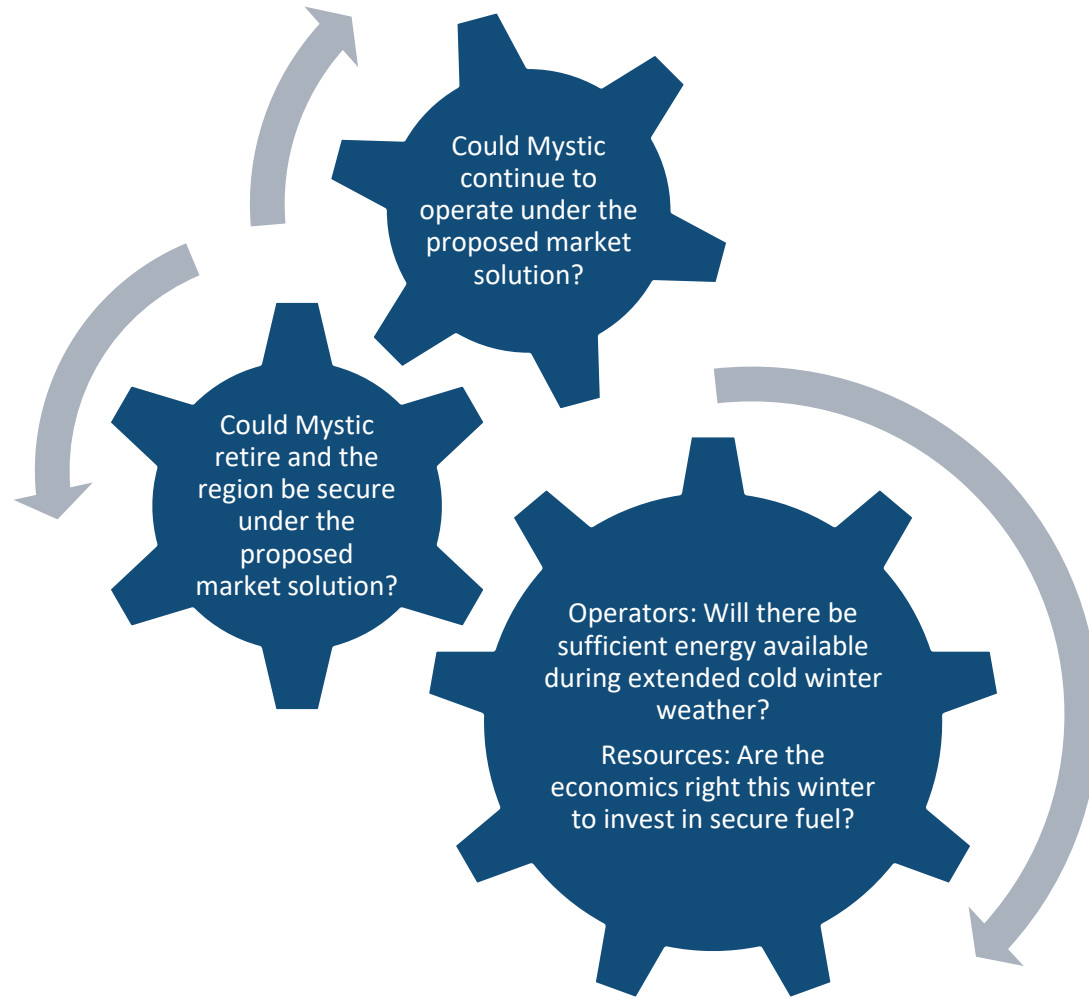 Could Mystic
continue to
operate under the
proposed market
solution?
Could Mystic
retire and the
region be secure
under the
proposed
market solution?
Operators: Will there be
sufficient energy available
during extended cold winter
weather?
Resources: Are the
economics right this winter
to invest in secure fuel?